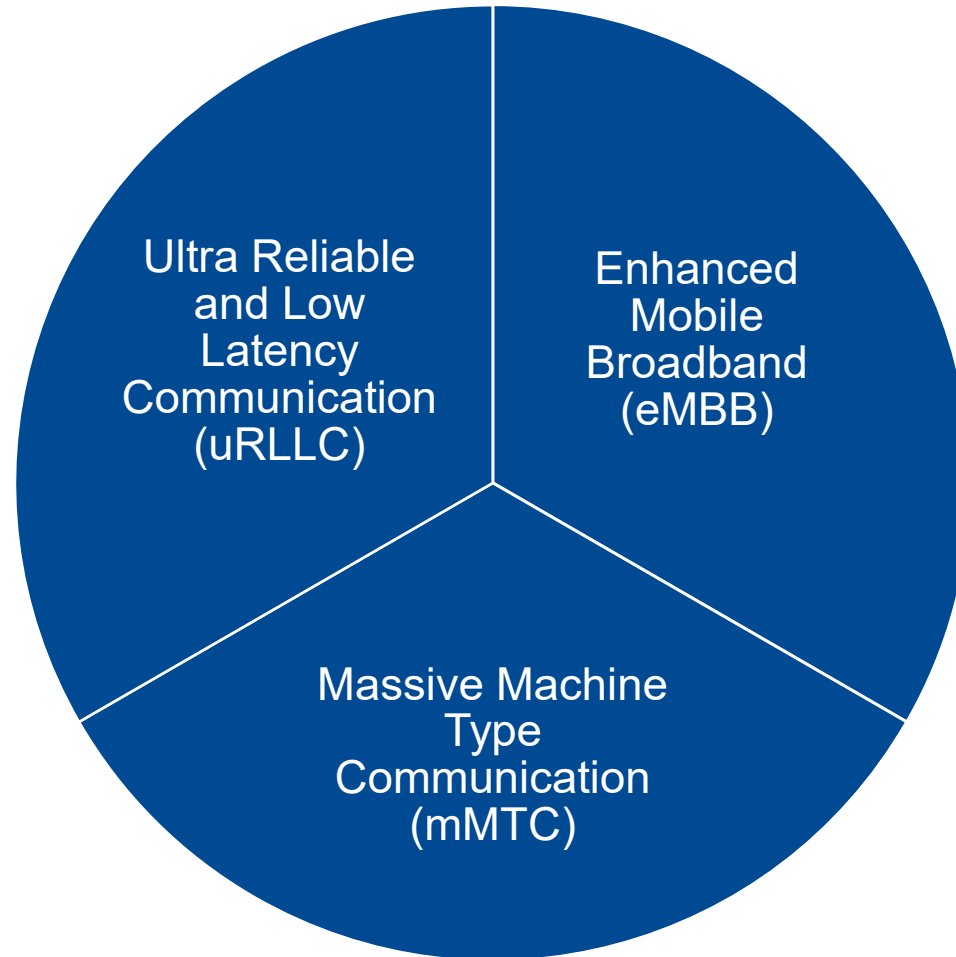 Ultra Reliable
and Low
Latency
Communication
(uRLLC)
Enhanced
Mobile
Broadband
(eMBB)
Massive Machine
Type
Communication
(mMTC)